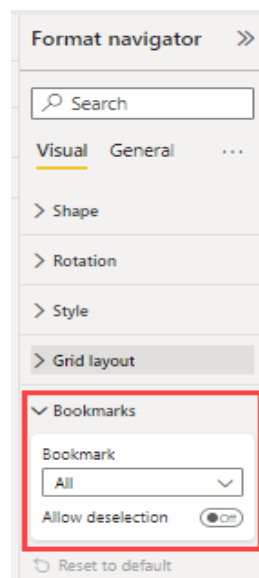 Format navigator
Search
Visual General ...
Shape
Rotation
Style
Grid layout
Bookmarks
Bookmark
All
Allow deselection Off
Reset to default